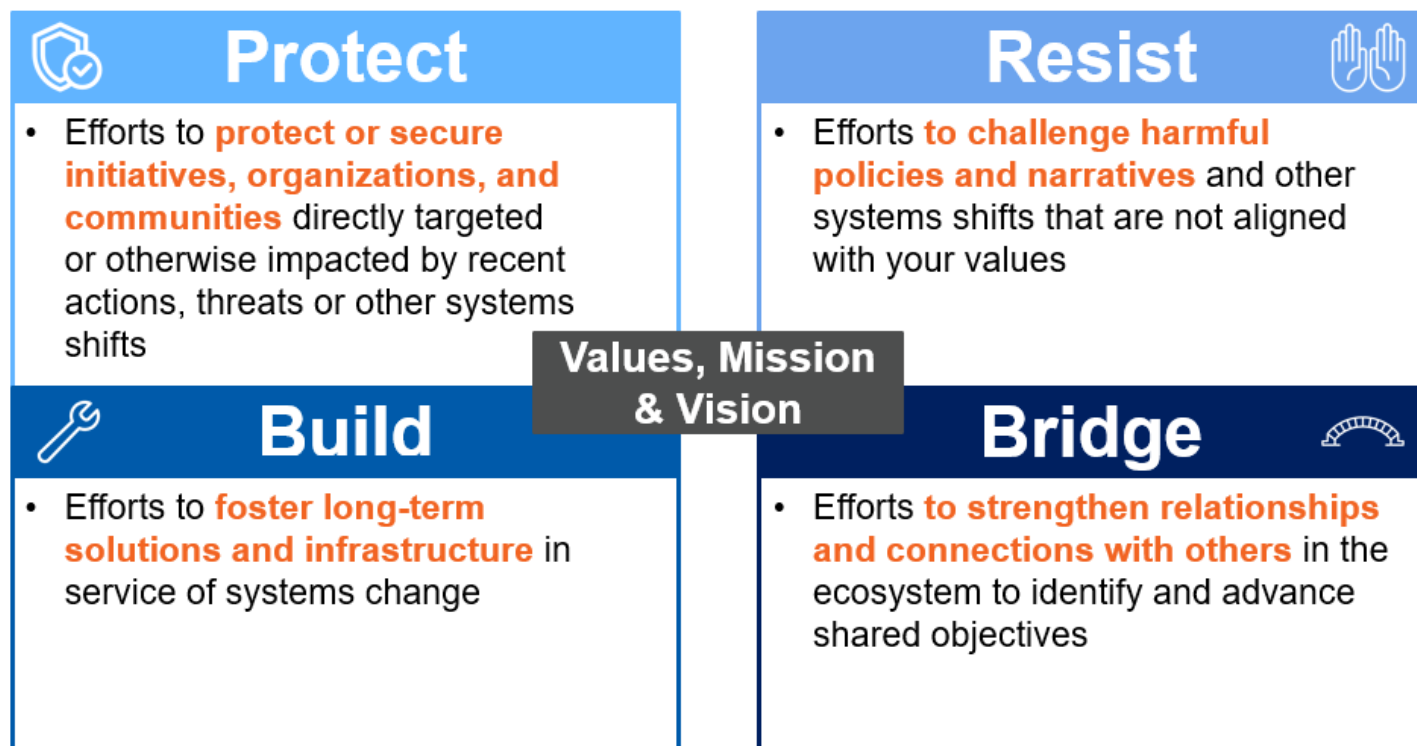 Protect
• Efforts to protect or secure
initiatives, organizations, and
communities directly targeted
or otherwise impacted by recent
actions, threats or other systems
shifts
Resist
• Efforts to challenge harmful
policies and narratives and other
systems shifts that are not aligned
with your values
Values, Mission
& Vision
Build
• Efforts to foster long-term
solutions and infrastructure in
service of systems change
Bridge
• Efforts to strengthen relationships
and connections with others in the
ecosystem to identify and advance
shared objectives